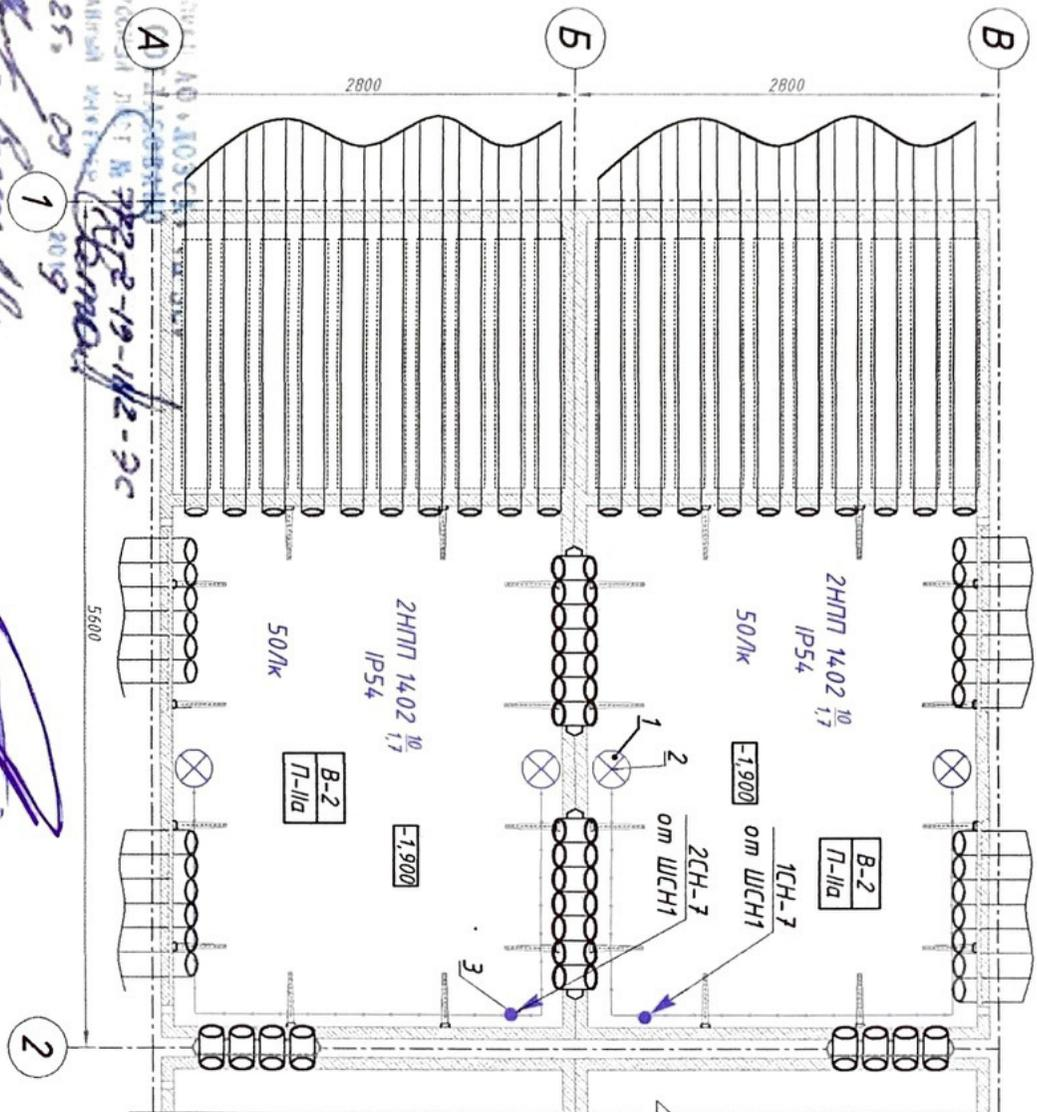 А
Б
В
2800
2800
1
2
5600
2НПП 1402 10/1,7
IP54
50Лк
2НПП 1402 10/1,7
IP54
50Лк
1
2
-1,900
В-2
П-IIа
-1,900
В-2
П-IIа
1СН-7
от ШСН1
2СН-7
от ШСН1
3
2019